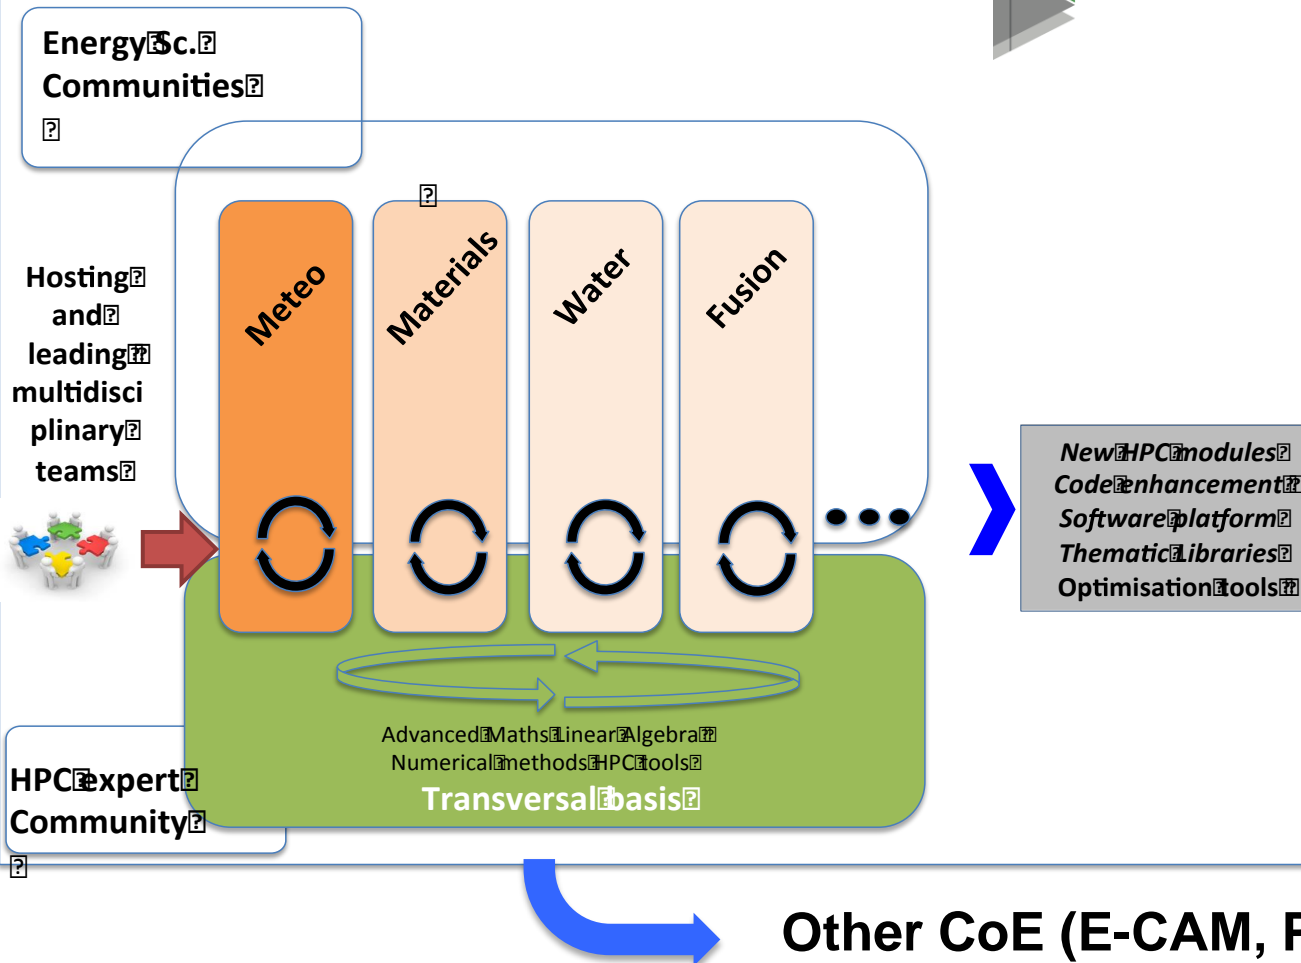 Energy Sc.
Communities
Meteo
Materials
Water
Fusion
Hosting
and
leading
multidisci
plinary
teams
New HPC modules
Code enhancement
Software platform
Thematic Libraries
Optimisation tools
Advanced Maths Linear Algebra
Numerical methods HPC tools
Transversal basis
HPC expert
Community
Other CoE (E-CAM,